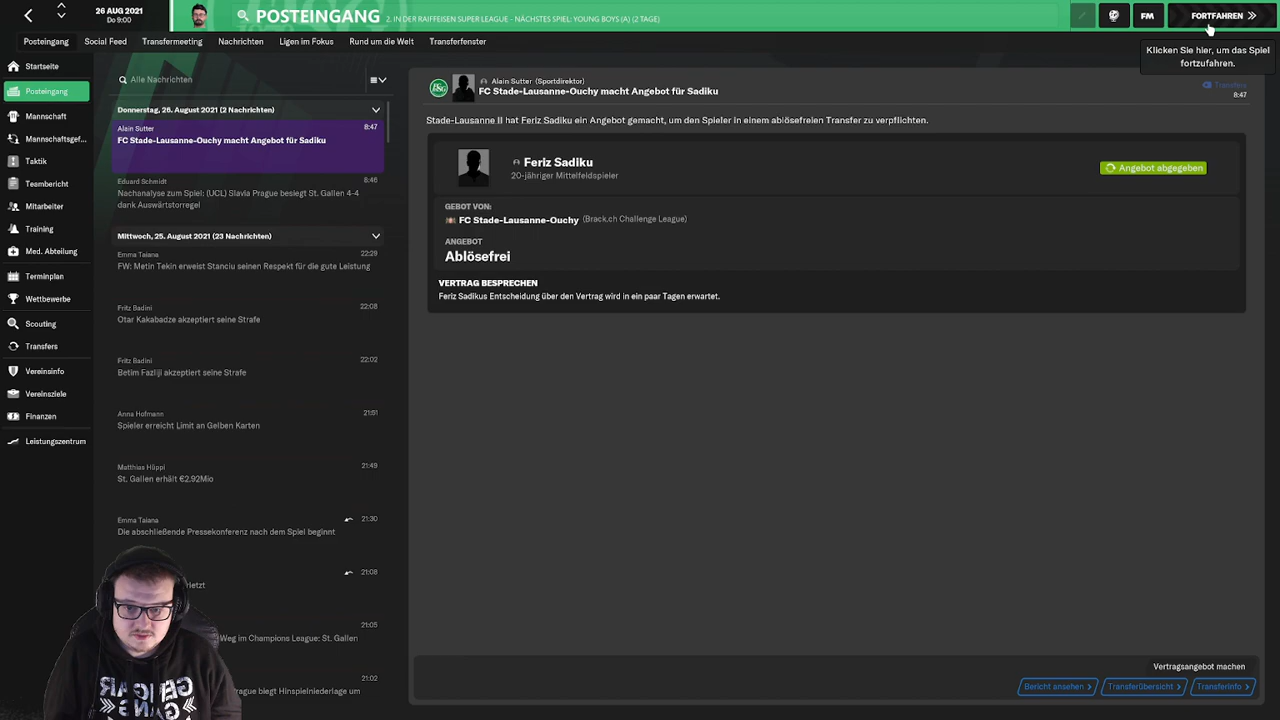 26 AUG 2021
Do 9:00
POSTEINGANG
2. IN DER RAIFFEISEN SUPER LEAGUE - NÄCHSTES SPIEL: YOUNG BOYS (A) (2 TAGE)
FM
FORTFAHREN
Klicken Sie hier, um das Spiel
fortzufahren.
Posteingang
Social Feed
Transfermeeting
Nachrichten
Ligen im Fokus
Rund um die Welt
Transferfenster
Startseite
Posteingang
Mannschaft
Mannschaftsgef...
Taktik
Teambericht
Mitarbeiter
Training
Med. Abteilung
Terminplan
Wettbewerbe
Scouting
Transfers
Vereinsinfo
Vereinsziele
Finanzen
Leistungszentrum
Alle Nachrichten
Donnerstag, 26. August 2021 (2 Nachrichten)
Alain Sutter
8:47
FC Stade-Lausanne-Ouchy macht Angebot für Sadiku
Eduard Schmidt
8:46
Nachanalyse zum Spiel: (UCL) Slavia Prague besiegt St. Gallen 4-4
dank Auswärtstorregel
Mittwoch, 25. August 2021 (23 Nachrichten)
Emma Taiana
22:29
FW: Metin Tekin erweist Stanciu seinen Respekt für die gute Leistung
Fritz Badini
22:08
Otar Kakabadze akzeptiert seine Strafe
Fritz Badini
22:02
Betim Fazliji akzeptiert seine Strafe
Anna Hofmann
21:51
Spieler erreicht Limit an Gelben Karten
Matthias Hüppi
21:49
St. Gallen erhält €2.92Mio
Emma Taiana
21:30
Die abschließende Pressekonferenz nach dem Spiel beginnt
21:08
21:05
Weg im Champions League: St. Gallen
21:02
rague biegt Hinspielniederlage um
Alain Sutter (Sportdirektor)
FC Stade-Lausanne-Ouchy macht Angebot für Sadiku
Transfers
8:47
Stade-Lausanne II hat Feriz Sadiku ein Angebot gemacht, um den Spieler in einem ablösefreien Transfer zu verpflichten.
Feriz Sadiku
20-jähriger Mittelfeldspieler
Angebot abgegeben
GEBOT VON:
FC Stade-Lausanne-Ouchy (Brack.ch Challenge League)
ANGEBOT
Ablösefrei
VERTRAG BESPRECHEN
Feriz Sadikus Entscheidung über den Vertrag wird in ein paar Tagen erwartet.
Vertragsangebot machen
Bericht ansehen
Transferübersicht
Transferinfo